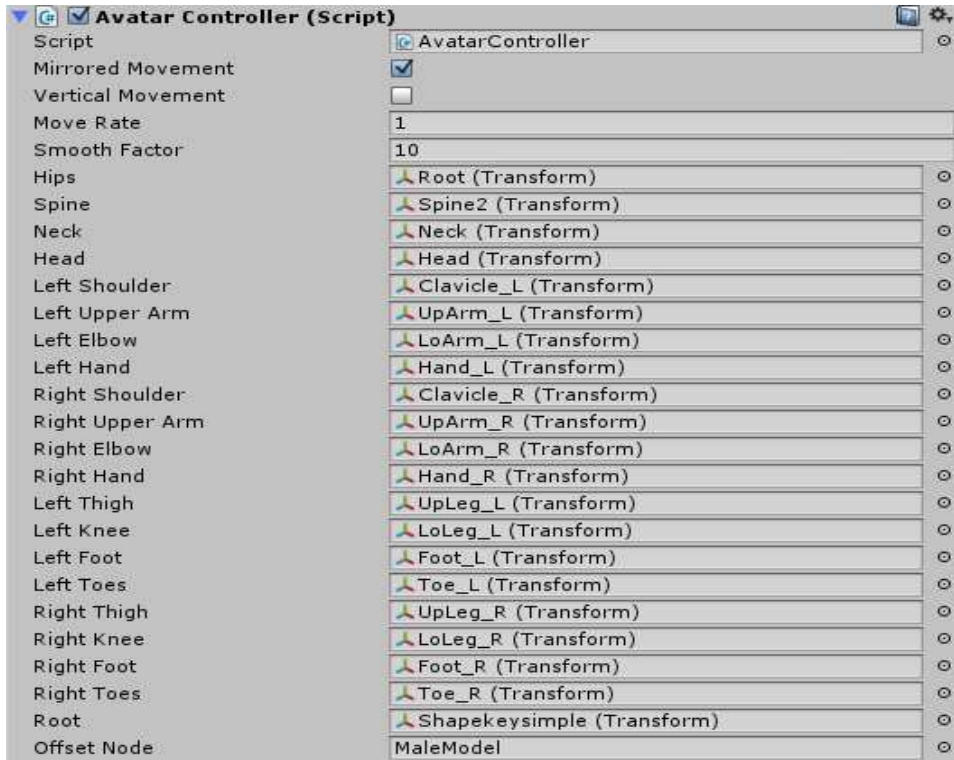 Avatar Controller (Script)
Script AvatarController
Mirrored Movement
Vertical Movement
Move Rate 1
Smooth Factor 10
Hips Root (Transform)
Spine Spine2 (Transform)
Neck Neck (Transform)
Head Head (Transform)
Left Shoulder Clavicle_L (Transform)
Left Upper Arm UpArm_L (Transform)
Left Elbow LoArm_L (Transform)
Left Hand Hand_L (Transform)
Right Shoulder Clavicle_R (Transform)
Right Upper Arm UpArm_R (Transform)
Right Elbow LoArm_R (Transform)
Right Hand Hand_R (Transform)
Left Thigh UpLeg_L (Transform)
Left Knee LoLeg_L (Transform)
Left Foot Foot_L (Transform)
Left Toes Toe_L (Transform)
Right Thigh UpLeg_R (Transform)
Right Knee LoLeg_R (Transform)
Right Foot Foot_R (Transform)
Right Toes Toe_R (Transform)
Root Shapekeysimple (Transform)
Offset Node MaleModel